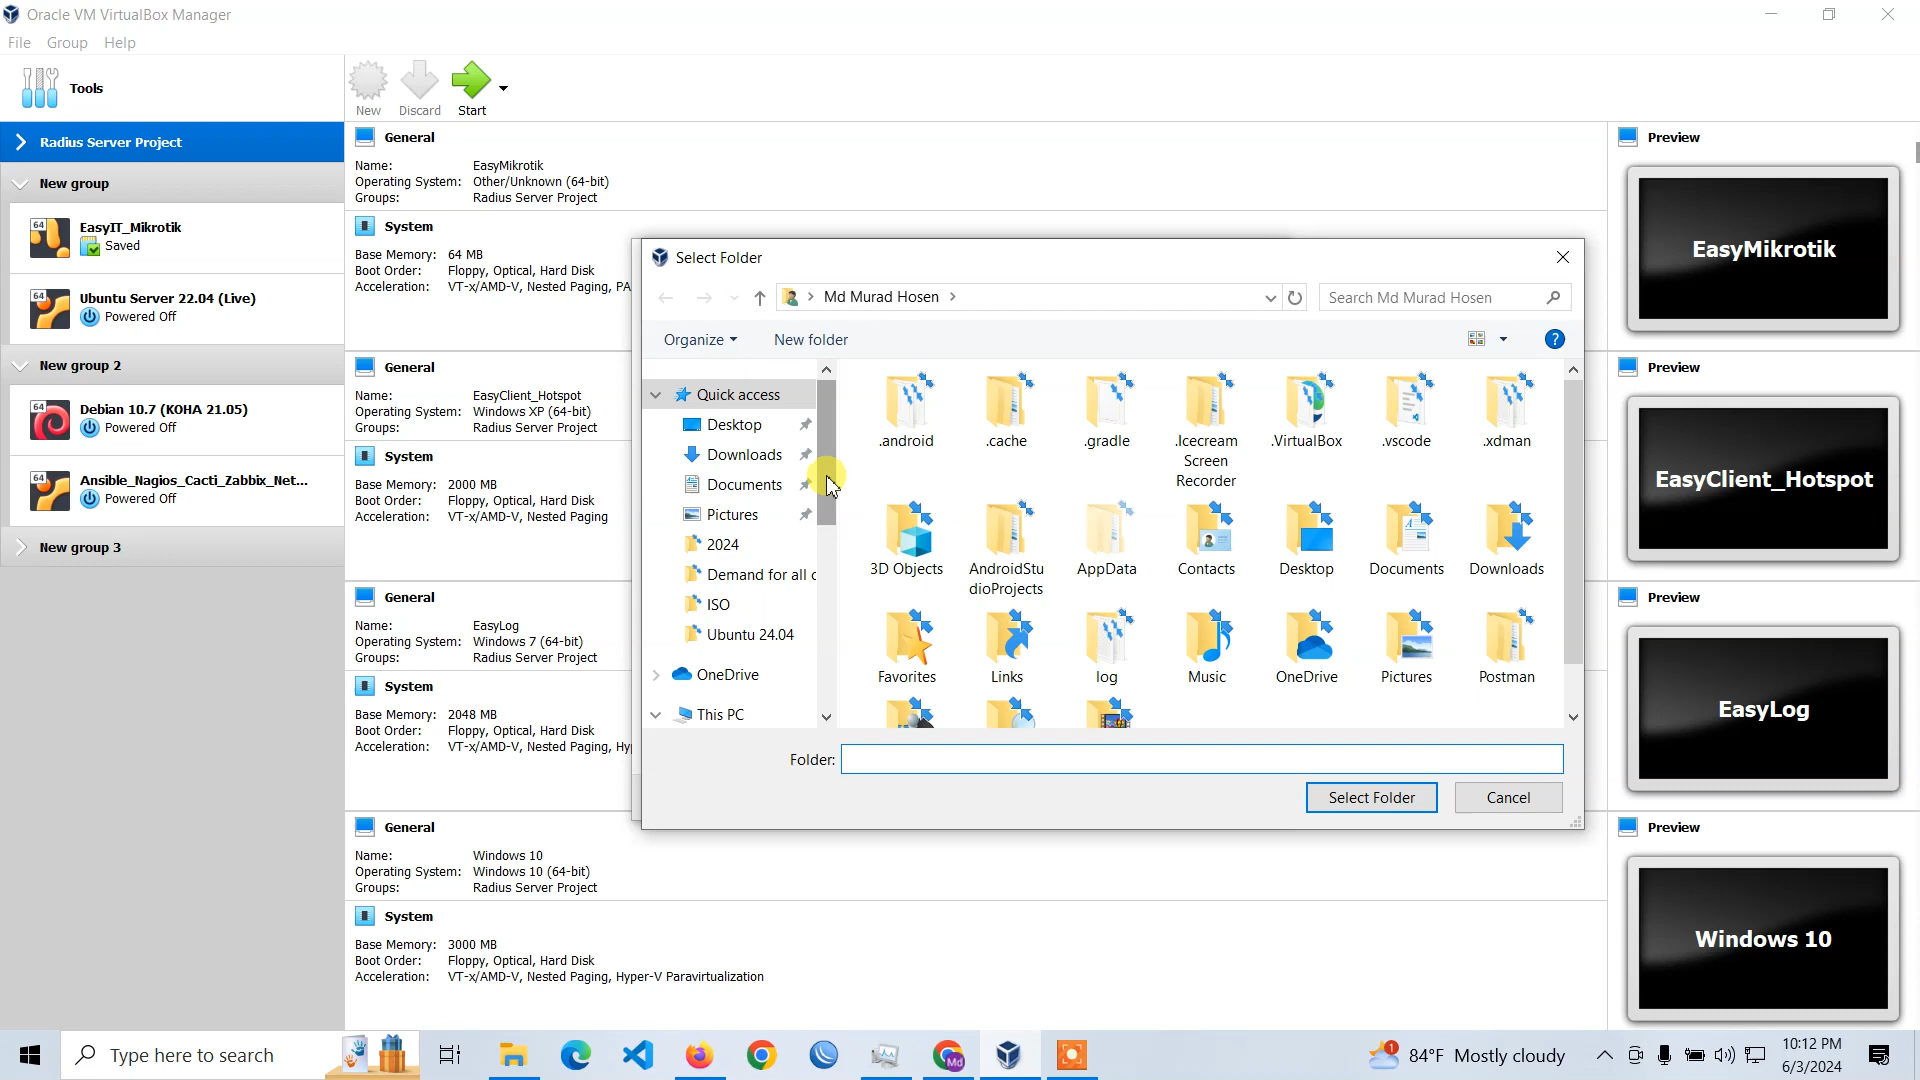 Oracle VM VirtualBox Manager
File Group Help
Tools
New Discard Start
Radius Server Project
New group
EasyIT_Mikrotik
Saved
Ubuntu Server 22.04 (Live)
Powered Off
New group 2
Debian 10.7 (KOHA 21.05)
Powered Off
Ansible_Nagios_Cacti_Zabbix_Net...
Powered Off
New group 3
General
Name: EasyMikrotik
Operating System: Other/Unknown (64-bit)
Groups: Radius Server Project
System
Base Memory: 64 MB
Boot Order: Floppy, Optical, Hard Disk
Acceleration: VT-x/AMD-V, Nested Paging, PA
General
Name: EasyClient_Hotspot
Operating System: Windows XP (64-bit)
Groups: Radius Server Project
System
Base Memory: 2000 MB
Boot Order: Floppy, Optical, Hard Disk
Acceleration: VT-x/AMD-V, Nested Paging
General
Name: EasyLog
Operating System: Windows 7 (64-bit)
Groups: Radius Server Project
System
Base Memory: 2048 MB
Boot Order: Floppy, Optical, Hard Disk
Acceleration: VT-x/AMD-V, Nested Paging, Hy
General
Name: Windows 10
Operating System: Windows 10 (64-bit)
Groups: Radius Server Project
System
Base Memory: 3000 MB
Boot Order: Floppy, Optical, Hard Disk
Acceleration: VT-x/AMD-V, Nested Paging, Hyper-V Paravirtualization
Select Folder
Md Murad Hosen
Search Md Murad Hosen
Organize New folder
Quick access
Desktop
Downloads
Documents
Pictures
2024
Demand for all c
ISO
Ubuntu 24.04
OneDrive
This PC
.android .cache .gradle .Icecream Screen Recorder .VirtualBox .vscode .xdman
3D Objects AndroidStudioProjects AppData Contacts Desktop Documents Downloads
Favorites Links log Music OneDrive Pictures Postman
Folder:
Select Folder Cancel
Preview
EasyMikrotik
Preview
EasyClient_Hotspot
Preview
EasyLog
Preview
Windows 10
Type here to search
84°F Mostly cloudy
10:12 PM
6/3/2024